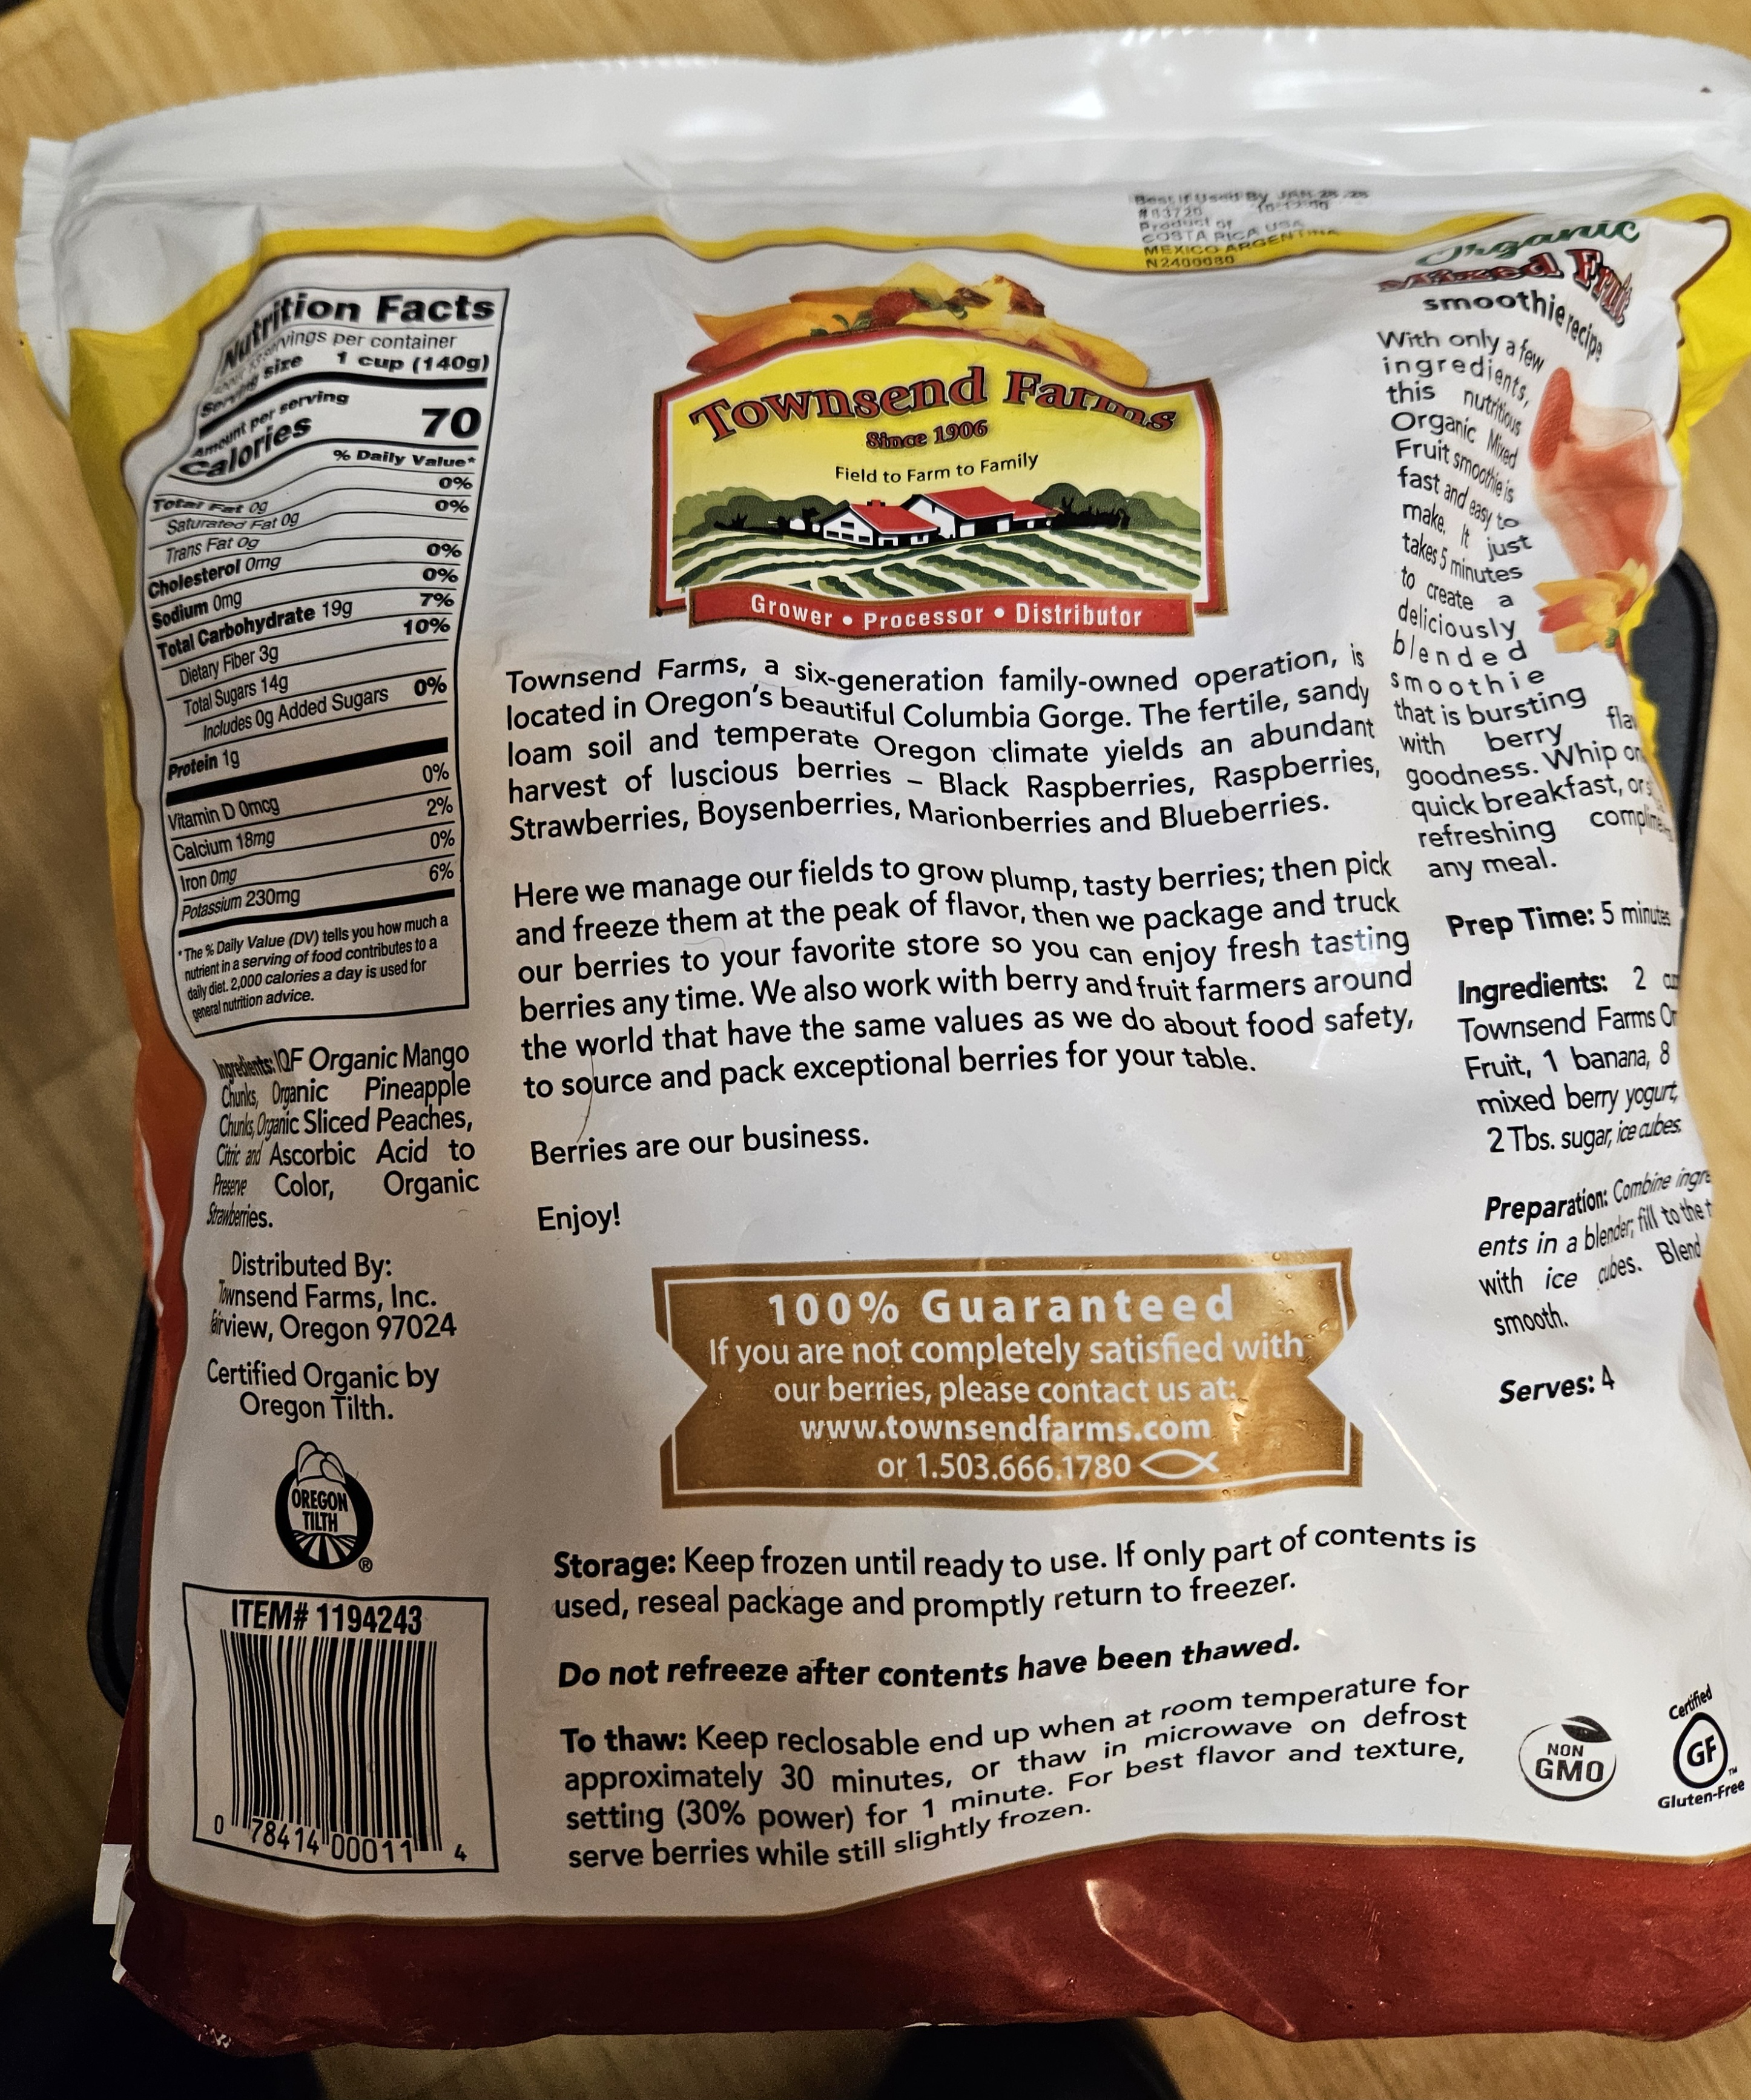 Best If Used By JAN 25 26
#83720
Product of
COSTA RICA USA
MEXICO ARGENTINA
N2400080
Nutrition Facts
servings per container
Serving size 1 cup (140g)
Amount per serving
Calories 70
% Daily Value*
Total Fat 0g 0%
Saturated Fat 0g 0%
Trans Fat 0g
Cholesterol 0mg 0%
Sodium 0mg 0%
Total Carbohydrate 19g 7%
Dietary Fiber 3g 10%
Total Sugars 14g
Includes 0g Added Sugars 0%
Protein 1g
Vitamin D 0mcg 0%
Calcium 18mg 2%
Iron 0mg 0%
Potassium 230mg 6%
*The % Daily Value (DV) tells you how much a
nutrient in a serving of food contributes to a
daily diet. 2,000 calories a day is used for
general nutrition advice.
Ingredients: IQF Organic Mango
Chunks, Organic Pineapple
Chunks, Organic Sliced Peaches,
Citric and Ascorbic Acid to
Preserve Color, Organic
Strawberries.
Distributed By:
Townsend Farms, Inc.
Fairview, Oregon 97024
Certified Organic by
Oregon Tilth.
OREGON
TILTH
®
ITEM# 1194243
0 78414 00011 4
Townsend Farms
Since 1906
Field to Farm to Family
Grower • Processor • Distributor
Townsend Farms, a six-generation family-owned operation, is
located in Oregon's beautiful Columbia Gorge. The fertile, sandy
loam soil and temperate Oregon climate yields an abundant
harvest of luscious berries – Black Raspberries, Raspberries,
Strawberries, Boysenberries, Marionberries and Blueberries.
Here we manage our fields to grow plump, tasty berries; then pick
and freeze them at the peak of flavor, then we package and truck
our berries to your favorite store so you can enjoy fresh tasting
berries any time. We also work with berry and fruit farmers around
the world that have the same values as we do about food safety,
to source and pack exceptional berries for your table.
Berries are our business.
Enjoy!
100% Guaranteed
If you are not completely satisfied with
our berries, please contact us at:
www.townsendfarms.com
or 1.503.666.1780
Storage: Keep frozen until ready to use. If only part of contents is
used, reseal package and promptly return to freezer.
Do not refreeze after contents have been thawed.
To thaw: Keep reclosable end up when at room temperature for
approximately 30 minutes, or thaw in microwave on defrost
setting (30% power) for 1 minute. For best flavor and texture,
serve berries while still slightly frozen.
Organic
Mixed Fruit
smoothie recipe
With only a few
ingredients,
this nutritious
Organic Mixed
Fruit smoothie is
fast and easy to
make. It just
takes 5 minutes
to create a
deliciously
blended
smoothie
that is bursting
with berry
goodness. Whip
quick breakfast, or
refreshing
any meal.
Prep Time: 5 minutes
Ingredients: 2
Townsend Farms
Fruit, 1 banana, 8
mixed berry yogurt,
2 Tbs. sugar, ice cubes.
Preparation: Combine ingre
ents in a blender; fill to the
with ice cubes. Blend
smooth.
Serves: 4
NON
GMO
Certified
GF
TM
Gluten-Free